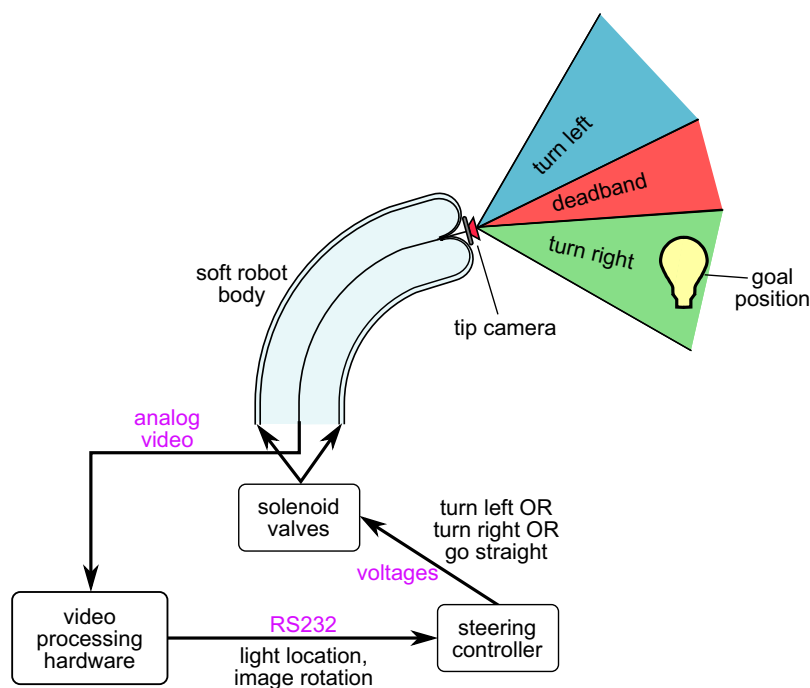 turn left
deadband
turn right
goal
position
soft robot
body
tip camera
analog
video
solenoid
valves
turn left OR
turn right OR
go straight
voltages
video
processing
hardware
RS232
light location,
image rotation
steering
controller